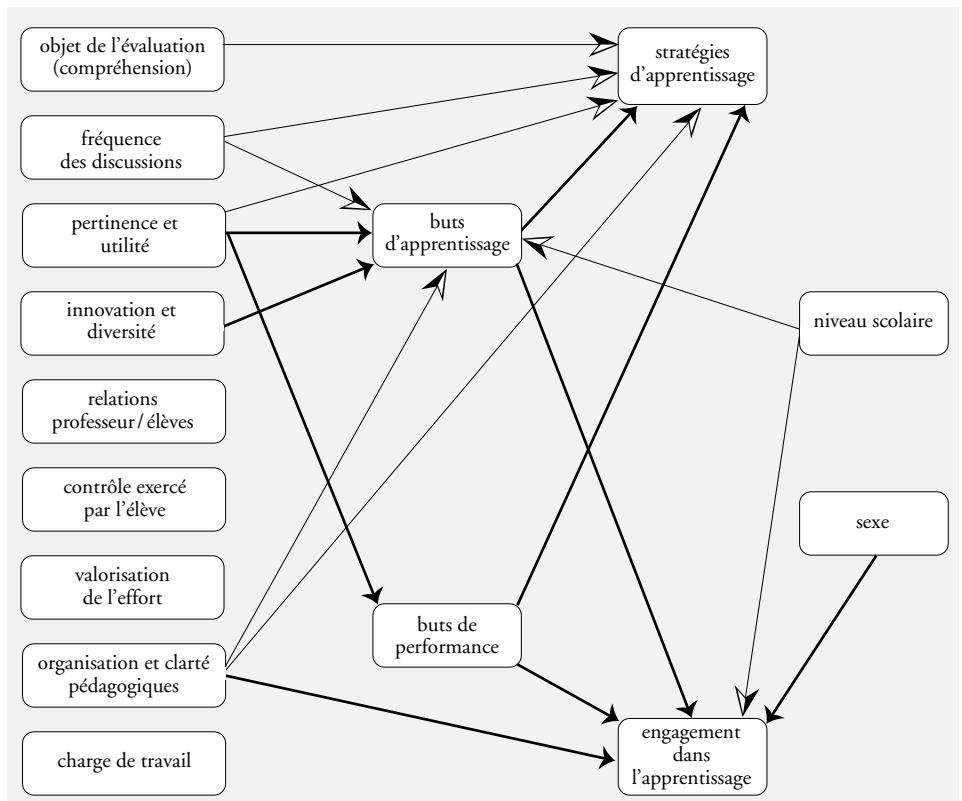 objet de l'évaluation
(compréhension)
fréquence
des discussions
pertinence et
utilité
innovation et
diversité
relations
professeur / élèves
contrôle exercé
par l'élève
valorisation
de l'effort
organisation et clarté
pédagogiques
charge de travail
buts
d'apprentissage
buts de
performance
stratégies
d'apprentissage
engagement
dans
l'apprentissage
niveau scolaire
sexe